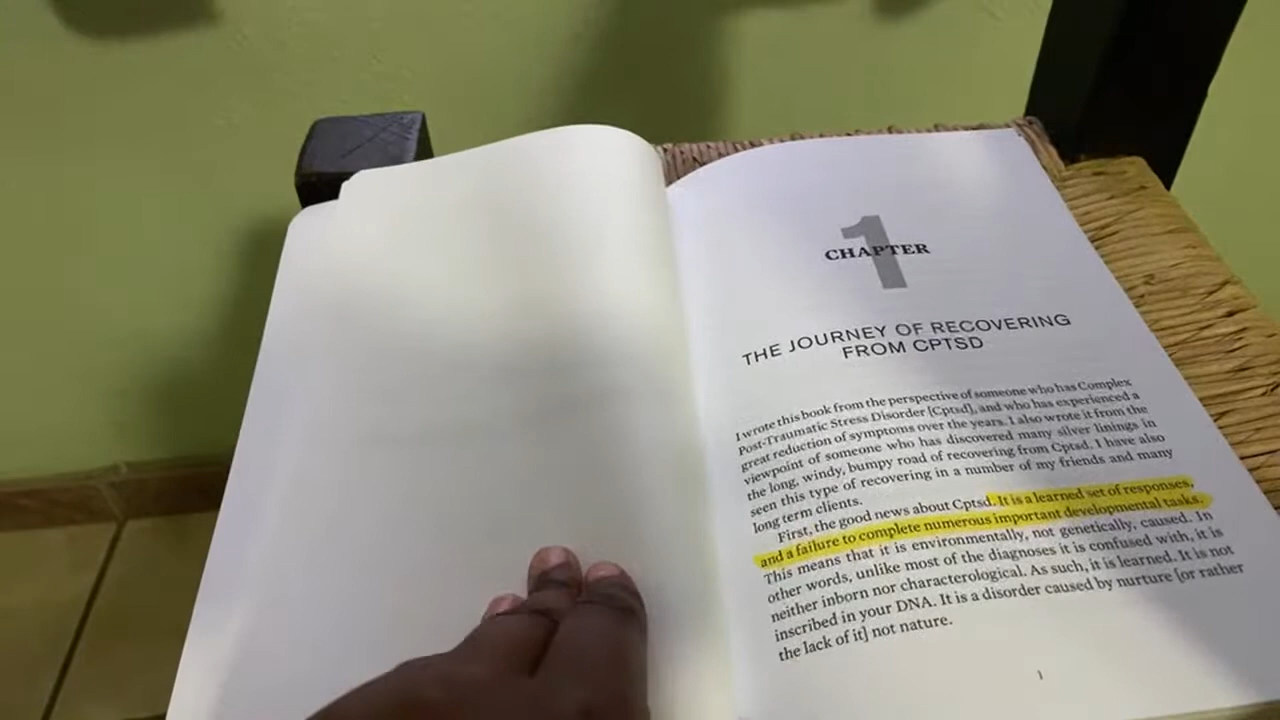 1
CHAPTER
THE JOURNEY OF RECOVERING
FROM CPTSD
I wrote this book from the perspective of someone who has Complex
Post-Traumatic Stress Disorder [Cptsd], and who has experienced a
great reduction of symptoms over the years. I also wrote it from the
viewpoint of someone who has discovered many silver linings in
the long, windy, bumpy road of recovering from Cptsd. I have also
seen this type of recovering in a number of my friends and many
long term clients.
First, the good news about Cptsd. It is a learned set of responses,
and a failure to complete numerous important developmental tasks.
This means that it is environmentally, not genetically, caused. In
other words, unlike most of the diagnoses it is confused with, it is
neither inborn nor characterological. As such, it is learned. It is not
inscribed in your DNA. It is a disorder caused by nurture [or rather
the lack of it] not nature.
1